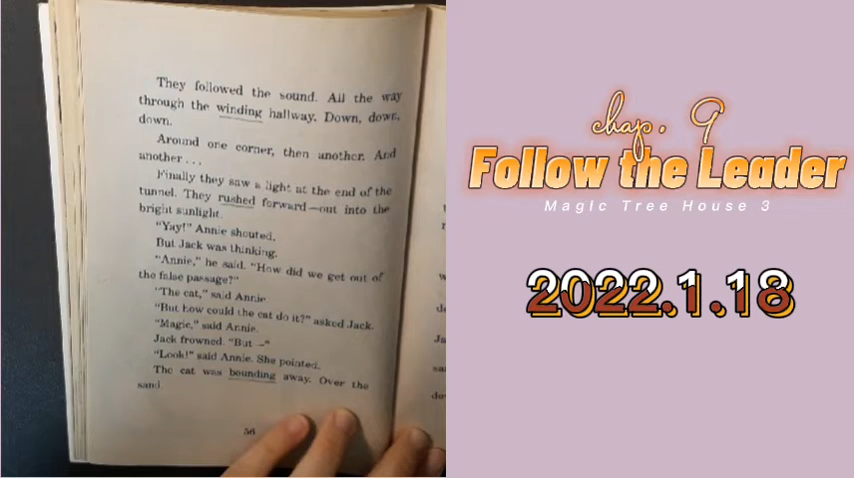 They followed the sound. All the way
through the winding hallway. Down, down,
down.
Around one corner, then another. And
another . . .
Finally they saw a light at the end of the
tunnel. They rushed forward—out into the
bright sunlight.
"Yay!" Annie shouted.
But Jack was thinking.
"Annie," he said. "How did we get out of
the false passage?"
"The cat," said Annie
"But how could the cat do it?" asked Jack.
"Magic," said Annie.
Jack frowned. "But —"
"Look!" said Annie. She pointed.
The cat was bounding away. Over the
sand.
56
chap. 9
Follow the Leader
MagIc Tree House 3
2022.1.18